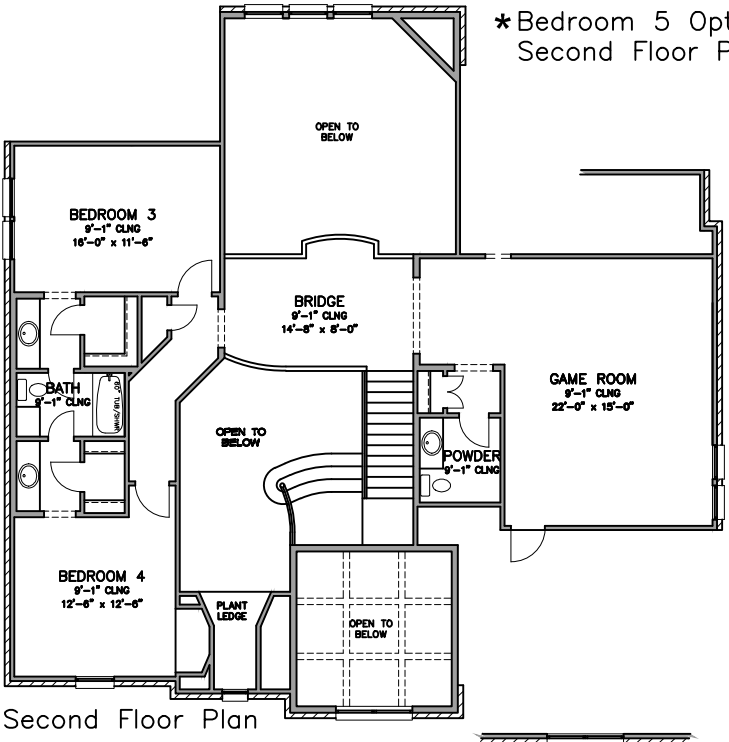 *Bedroom 5 Opt
Second Floor P
OPEN TO
BELOW
BEDROOM 3
9'-1" CLNG
16'-0" x 11'-6"
BRIDGE
9'-1" CLNG
14'-8" x 8'-0"
GAME ROOM
9'-1" CLNG
22'-0" x 15'-0"
BATH
9'-1" CLNG
60" TUB/SHWR
OPEN TO
BELOW
POWDER
9'-1" CLNG
BEDROOM 4
9'-1" CLNG
12'-6" x 12'-6"
PLANT
LEDGE
OPEN TO
BELOW
Second Floor Plan